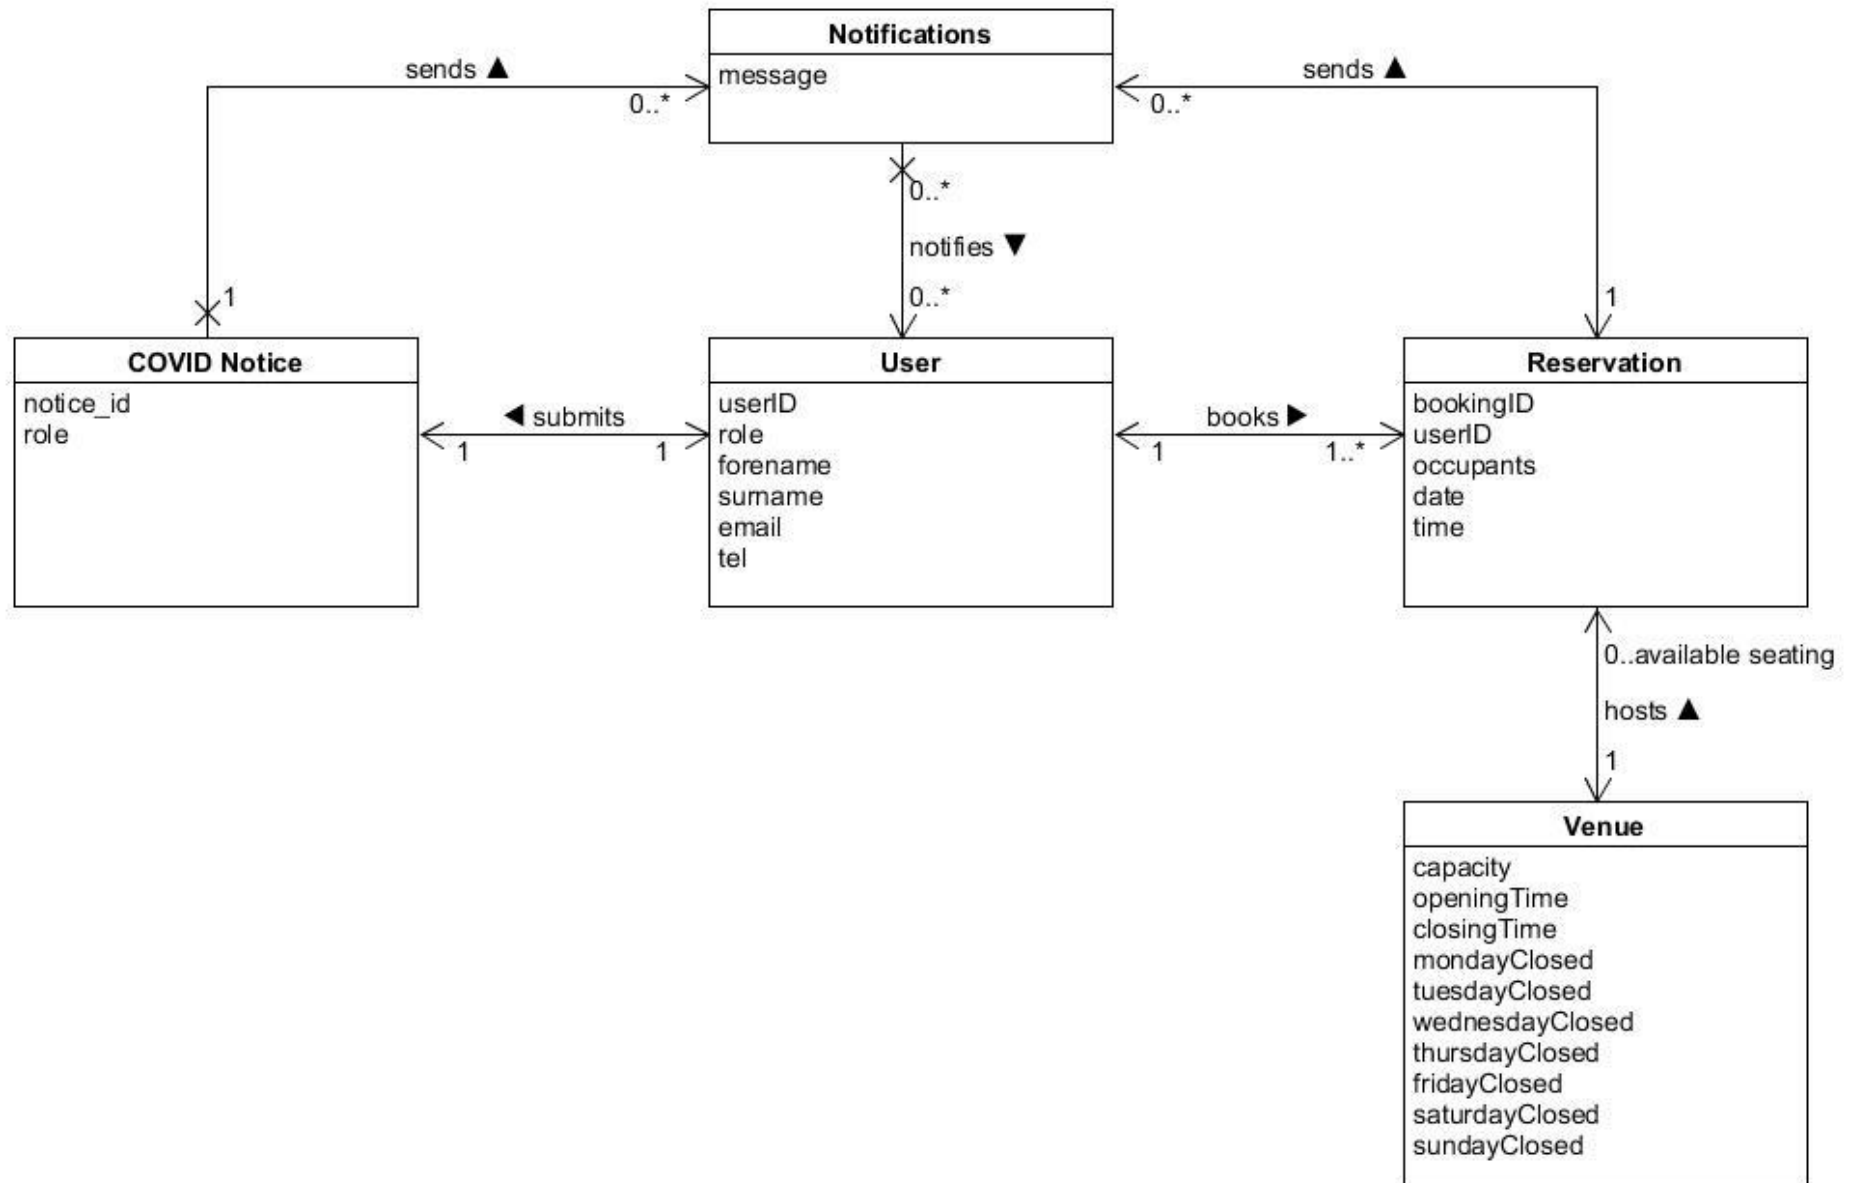 Notifications
message
sends ▲
0..*
sends ▲
0..*
0..*
notifies ▼
0..*
1
1
COVID Notice
notice_id
role
◀ submits
1
1
User
userID
role
forename
surname
email
tel
books ▶
1
1..*
Reservation
bookingID
userID
occupants
date
time
0..available seating
hosts ▲
1
Venue
capacity
openingTime
closingTime
mondayClosed
tuesdayClosed
wednesdayClosed
thursdayClosed
fridayClosed
saturdayClosed
sundayClosed